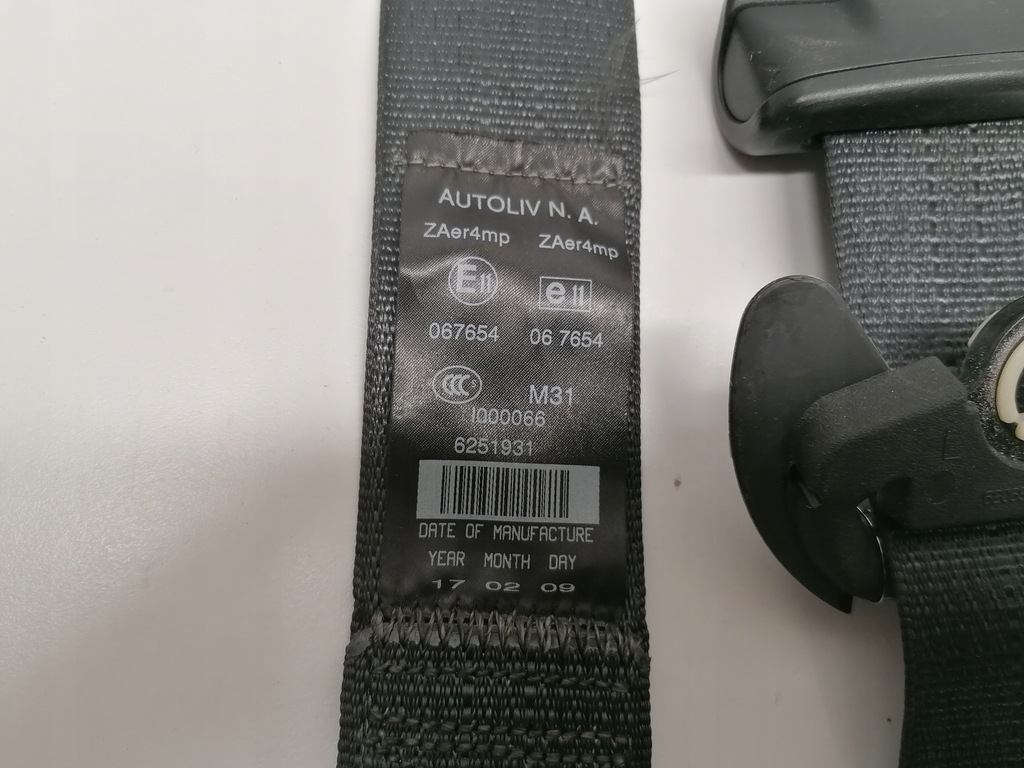 AUTOLIV N. A.
ZAer4mp ZAer4mp
E11 e11
067654 06 7654
CCC M31
I000066
6251931
DATE OF MANUFACTURE
YEAR MONTH DAY
17 02 09
L